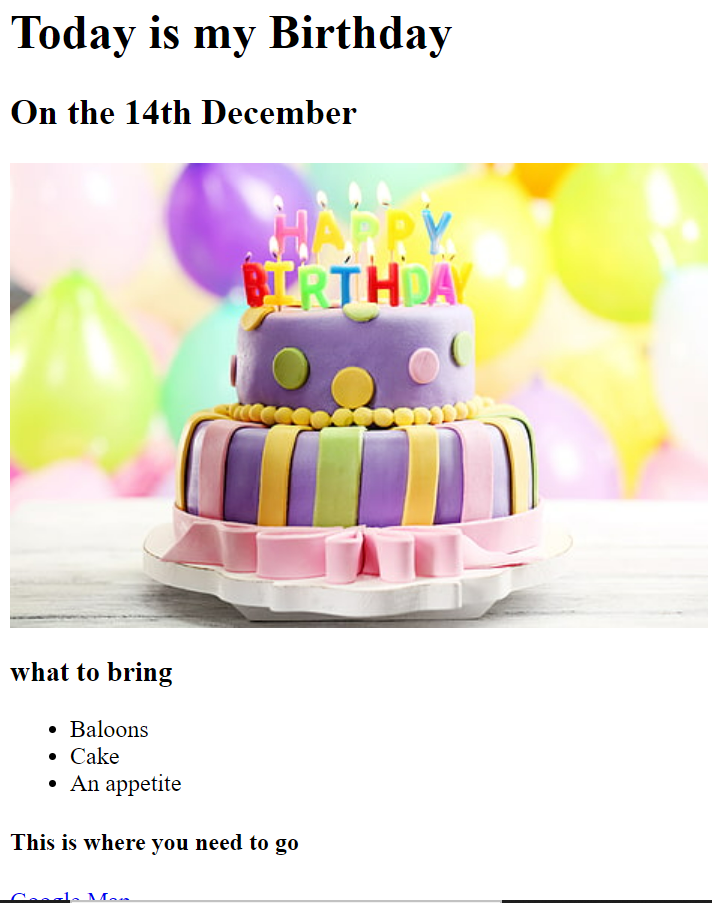 Today is my Birthday
On the 14th December
HAPPY
BIRTHDAY
what to bring
Baloons
Cake
An appetite
This is where you need to go
Google Map